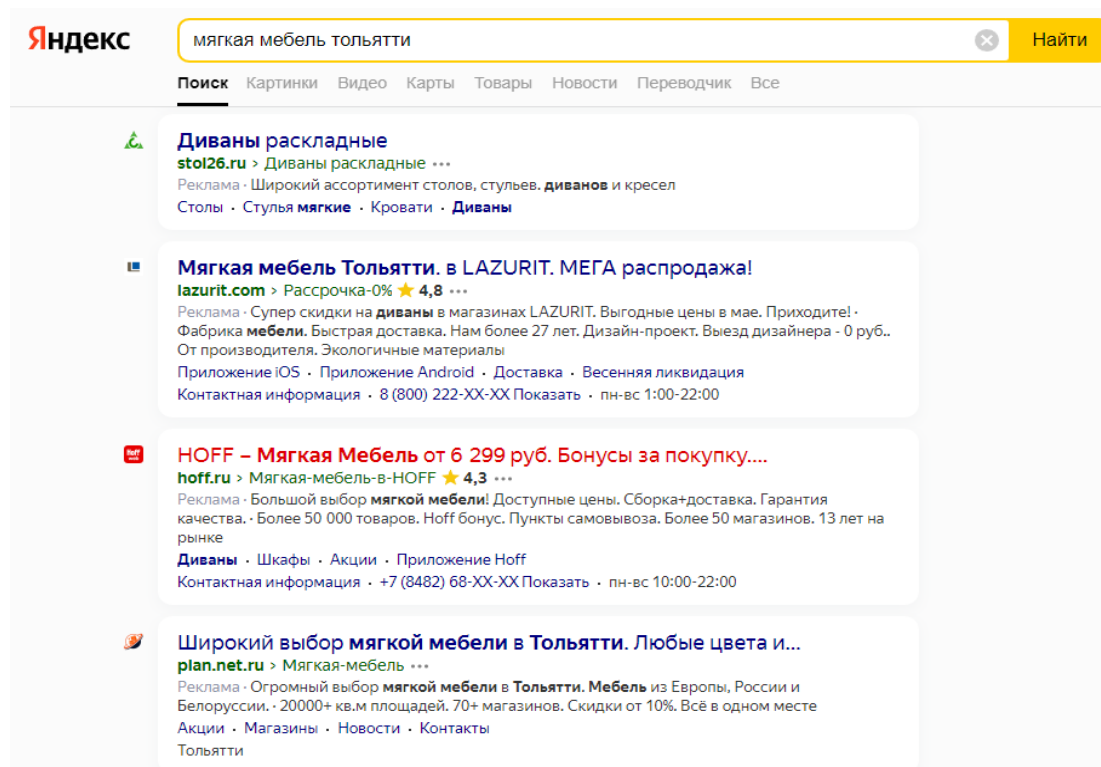 Яндекс
мягкая мебель тольятти
Найти
Поиск Картинки Видео Карты Товары Новости Переводчик Все
Диваны раскладные
stol26.ru › Диваны раскладные ···
Реклама · Широкий ассортимент столов, стульев. диванов и кресел
Столы · Стулья мягкие · Кровати · Диваны
Мягкая мебель Тольятти. в LAZURIT. МЕГА распродажа!
lazurit.com › Рассрочка-0% ★ 4,8 ···
Реклама · Супер скидки на диваны в магазинах LAZURIT. Выгодные цены в мае. Приходите! ·
Фабрика мебели. Быстрая доставка. Нам более 27 лет. Дизайн-проект. Выезд дизайнера - 0 руб..
От производителя. Экологичные материалы
Приложение iOS · Приложение Android · Доставка · Весенняя ликвидация
Контактная информация · 8 (800) 222-XX-XX Показать · пн-вс 1:00-22:00
HOFF – Мягкая Мебель от 6 299 руб. Бонусы за покупку....
hoff.ru › Мягкая-мебель-в-HOFF ★ 4,3 ···
Реклама · Большой выбор мягкой мебели! Доступные цены. Сборка+доставка. Гарантия
качества. · Более 50 000 товаров. Hoff бонус. Пункты самовывоза. Более 50 магазинов. 13 лет на
рынке
Диваны · Шкафы · Акции · Приложение Hoff
Контактная информация · +7 (8482) 68-XX-XX Показать · пн-вс 10:00-22:00
Широкий выбор мягкой мебели в Тольятти. Любые цвета и...
plan.net.ru › Мягкая-мебель ···
Реклама · Огромный выбор мягкой мебели в Тольятти. Мебель из Европы, России и
Белоруссии. · 20000+ кв.м площадей. 70+ магазинов. Скидки от 10%. Всё в одном месте
Акции · Магазины · Новости · Контакты
Тольятти